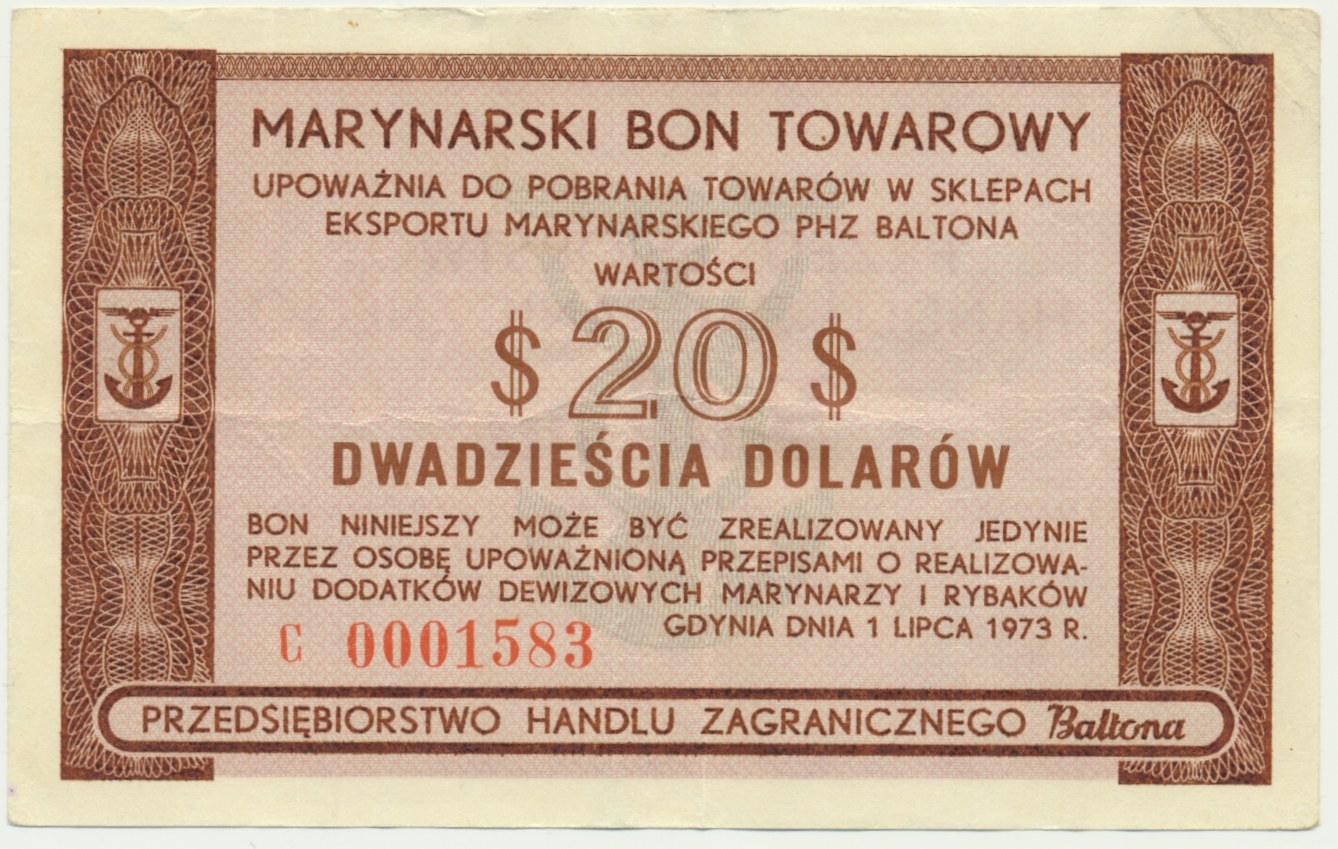 MARYNARSKI BON TOWAROWY
UPOWAŻNIA DO POBRANIA TOWARÓW W SKLEPACH
EKSPORTU MARYNARSKIEGO PHZ BALTONA
WARTOŚCI
$ 20 $
DWADZIEŚCIA DOLARÓW
BON NINIEJSZY MOŻE BYĆ ZREALIZOWANY JEDYNIE
PRZEZ OSOBĘ UPOWAŻNIONĄ PRZEPISAMI O REALIZOWA-
NIU DODATKÓW DEWIZOWYCH MARYNARZY I RYBAKÓW
GDYNIA DNIA 1 LIPCA 1973 R.
C 0001583
PRZEDSIĘBIORSTWO HANDLU ZAGRANICZNEGO Baltona